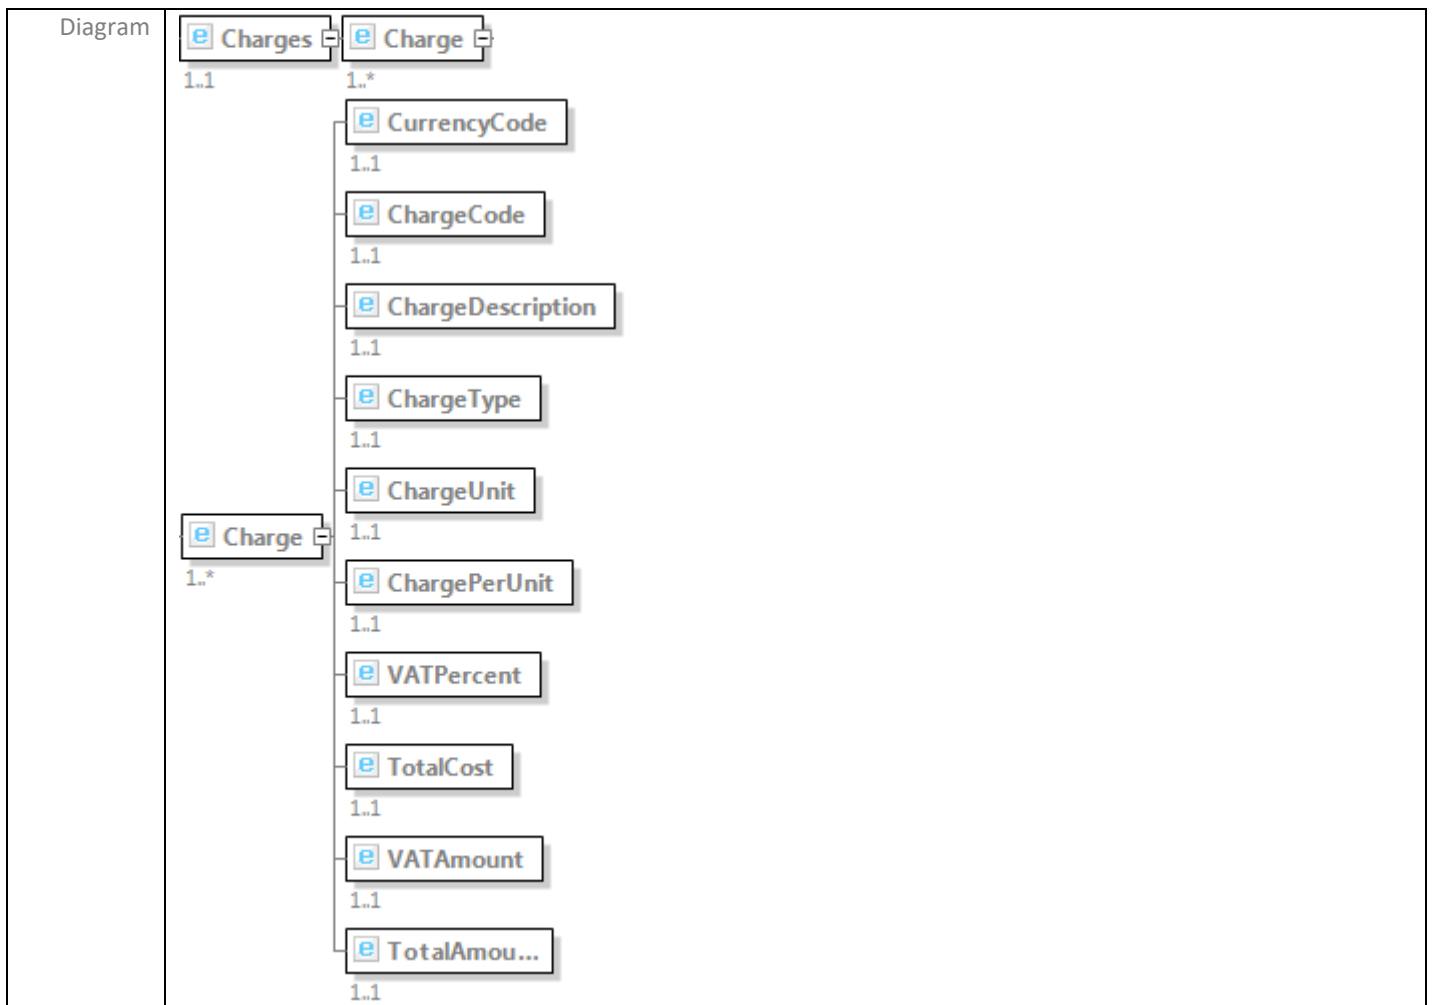 Diagram
e Charges e Charge
1..1 1..*
e CurrencyCode
1..1
e ChargeCode
1..1
e ChargeDescription
1..1
e ChargeType
1..1
e ChargeUnit
1..1
e Charge
1..*
e ChargePerUnit
1..1
e VATPercent
1..1
e TotalCost
1..1
e VATAmount
1..1
e TotalAmou...
1..1